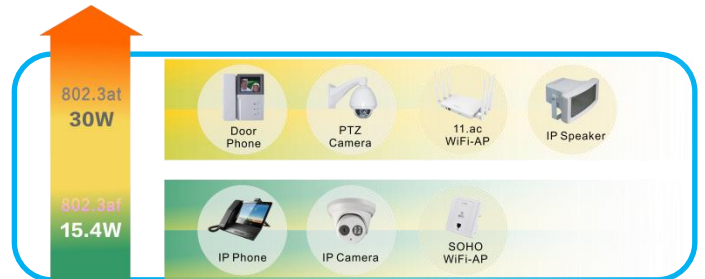 802.3at
30W
Door
Phone
PTZ
Camera
11.ac
WiFi-AP
IP Speaker
802.3af
15.4W
IP Phone
IP Camera
SOHO
WiFi-AP